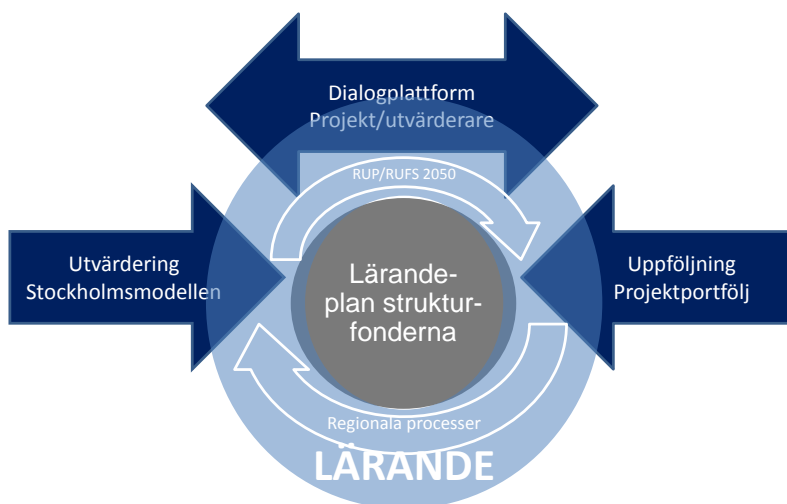 Dialogplattform
Projekt/utvärderare
RUP/RUFS 2050
Utvärdering
Stockholmsmodellen
Lärande-
plan struktur-
fonderna
Uppföljning
Projektportfölj
Regionala processer
LÄRANDE